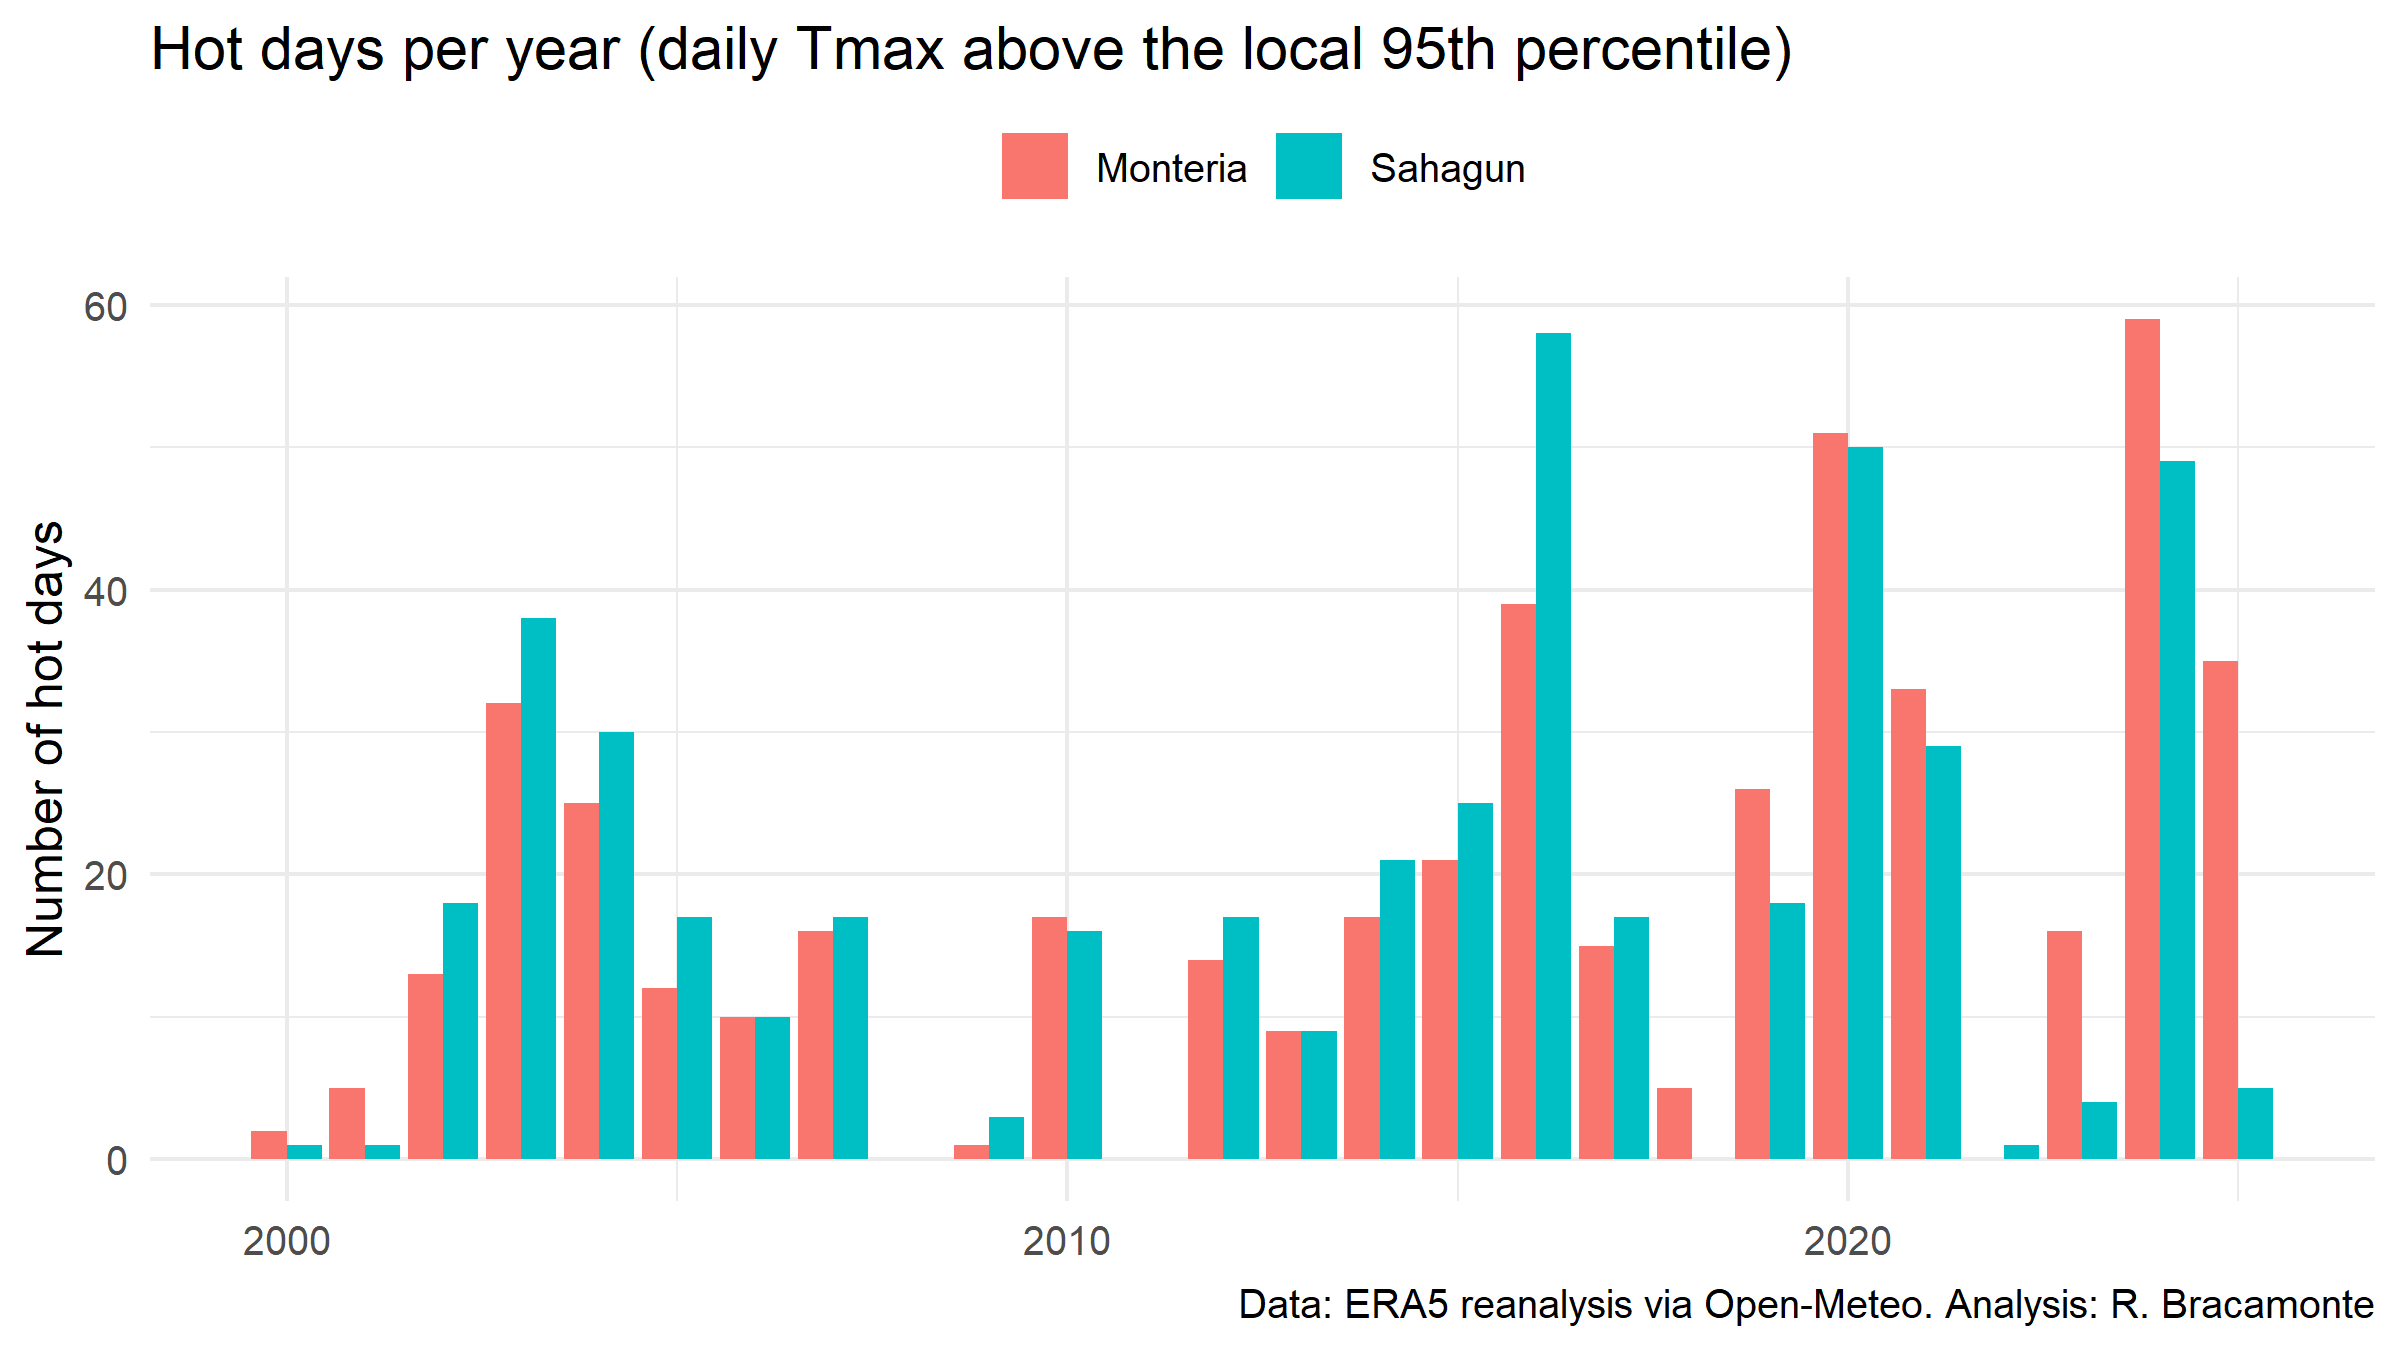 Hot days per year (daily Tmax above the local 95th percentile)
Monteria Sahagun
Number of hot days
60
40
20
0
2000 2010 2020
Data: ERA5 reanalysis via Open-Meteo. Analysis: R. Bracamonte